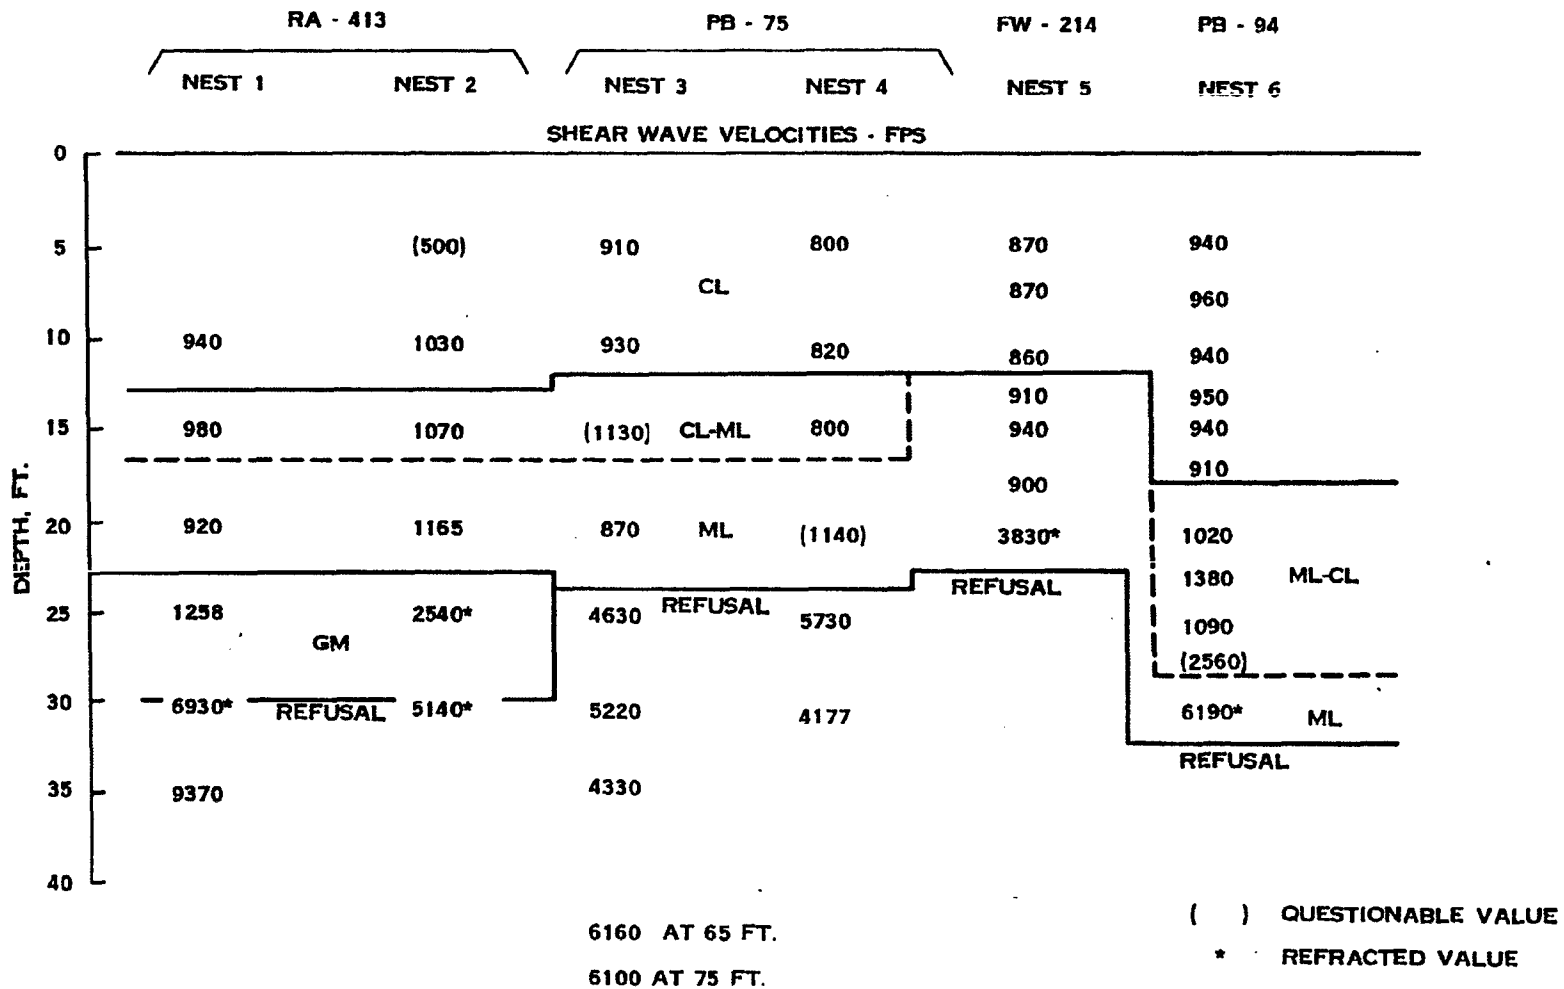 RA - 413 PB - 75 FW - 214 PB - 94
NEST 1 NEST 2 NEST 3 NEST 4 NEST 5 NEST 6
SHEAR WAVE VELOCITIES - FPS
0
5 (500) 910 800 870 940
CL 870 960
10 940 1030 930 820 860 940
910 950
15 980 1070 (1130) CL-ML 800 940 940
900 910
DEPTH, FT.
20 920 1165 870 ML (1140) 3830* 1020
1380 ML-CL
25 1258 2540* 4630 REFUSAL 5730 REFUSAL 1090
GM (2560)
30 6930* REFUSAL 5140* 5220 4177 6190* ML
REFUSAL
35 9370 4330
40
6160 AT 65 FT.
6100 AT 75 FT.
( ) QUESTIONABLE VALUE
* REFRACTED VALUE